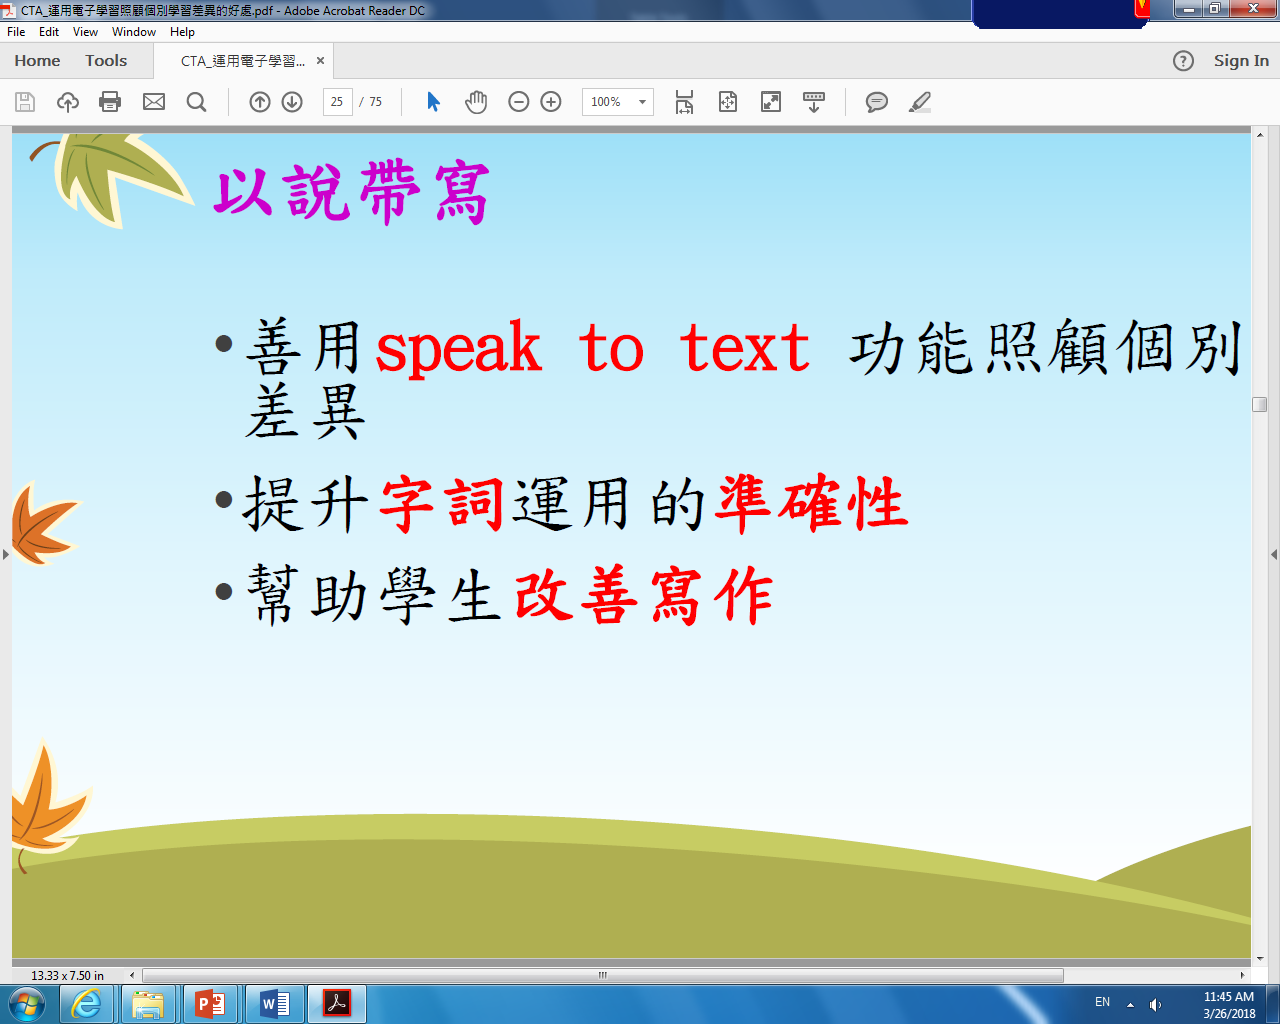 CTA_運用電子學習照顧個別學習差異的好處.pdf - Adobe Acrobat Reader DC
File Edit View Window Help
Home Tools CTA_運用電子學習... × Sign In
25 / 75 100%
以說帶寫
•善用speak to text 功能照顧個別
差異
•提升字詞運用的準確性
•幫助學生改善寫作
13.33 x 7.50 in
EN 11:45 AM
3/26/2018